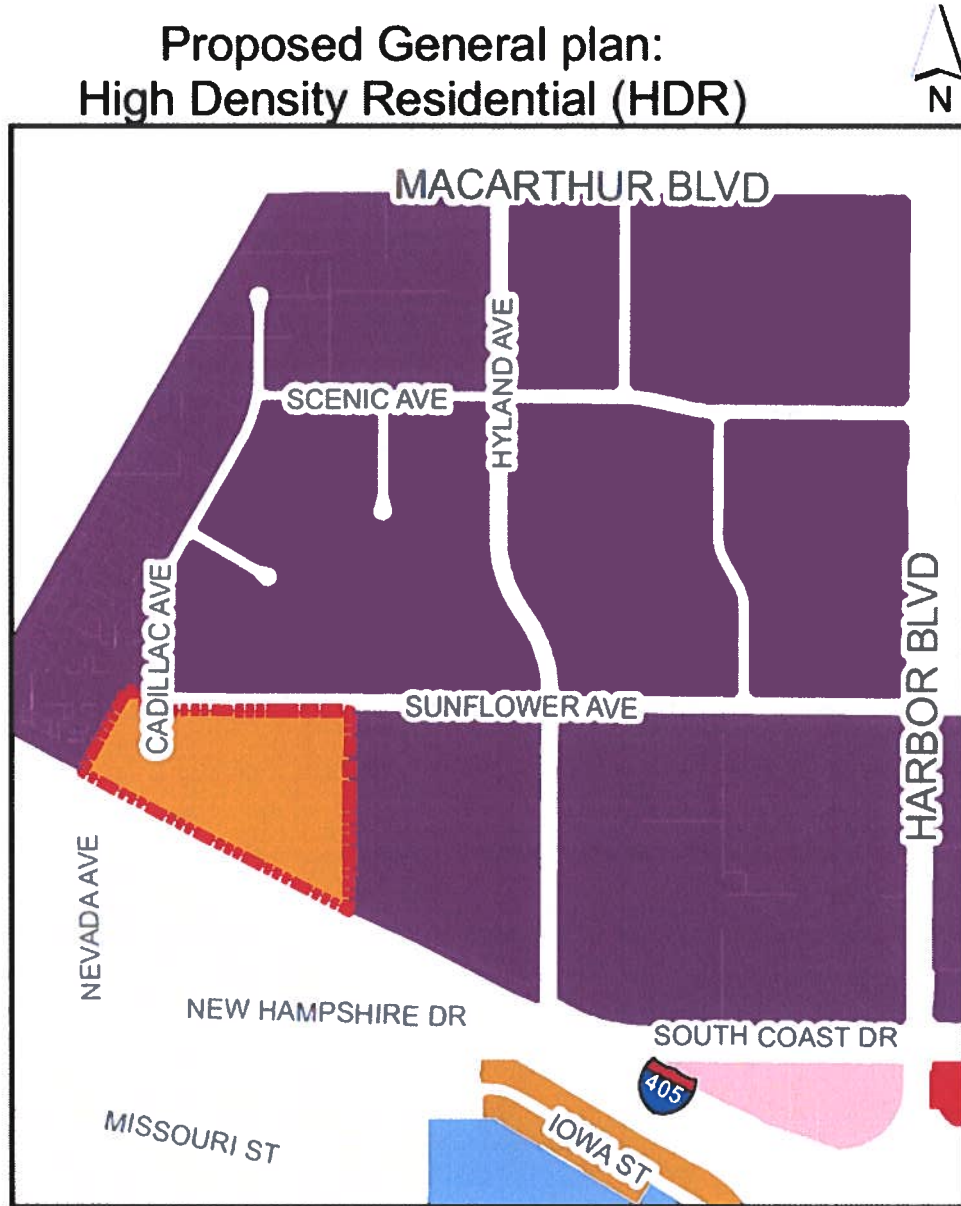 Proposed General plan:
High Density Residential (HDR)
N
MACARTHUR BLVD
HYLAND AVE
SCENIC AVE
CADILLAC AVE
HARBOR BLVD
SUNFLOWER AVE
NEVADA AVE
NEW HAMPSHIRE DR
SOUTH COAST DR
405
MISSOURI ST
IOWA ST